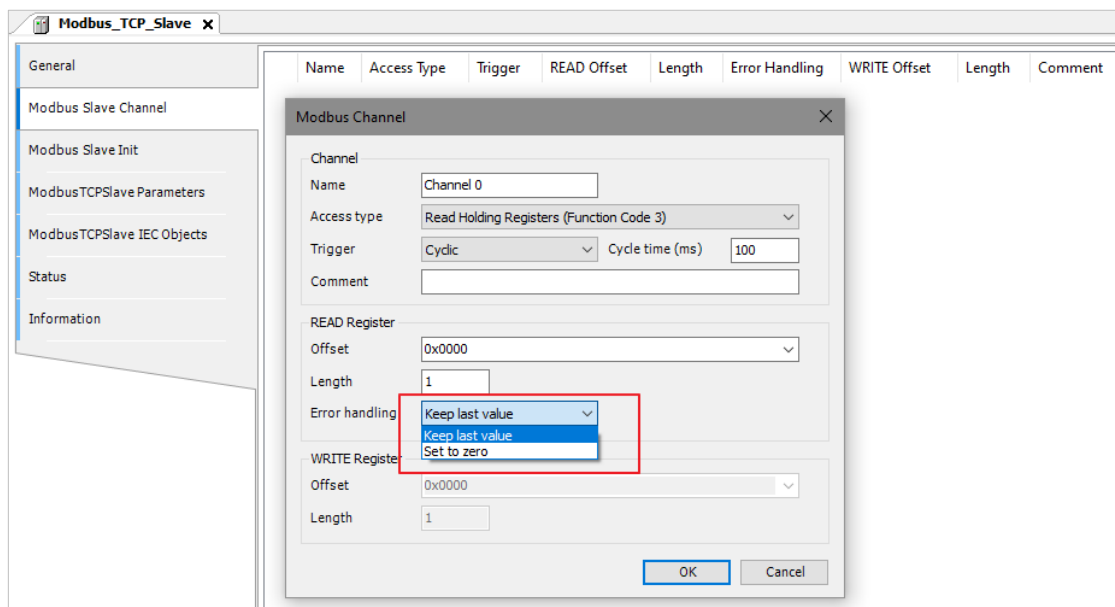 Modbus_TCP_Slave X
General
Modbus Slave Channel
Modbus Slave Init
ModbusTCPSlave Parameters
ModbusTCPSlave IEC Objects
Status
Information
Name Access Type Trigger READ Offset Length Error Handling WRITE Offset Length Comment
Modbus Channel
Channel
Name Channel 0
Access type Read Holding Registers (Function Code 3)
Trigger Cyclic Cycle time (ms) 100
Comment
READ Register
Offset 0x0000
Length 1
Error handling Keep last value
Keep last value
Set to zero
WRITE Register
Offset 0x0000
Length 1
OK Cancel